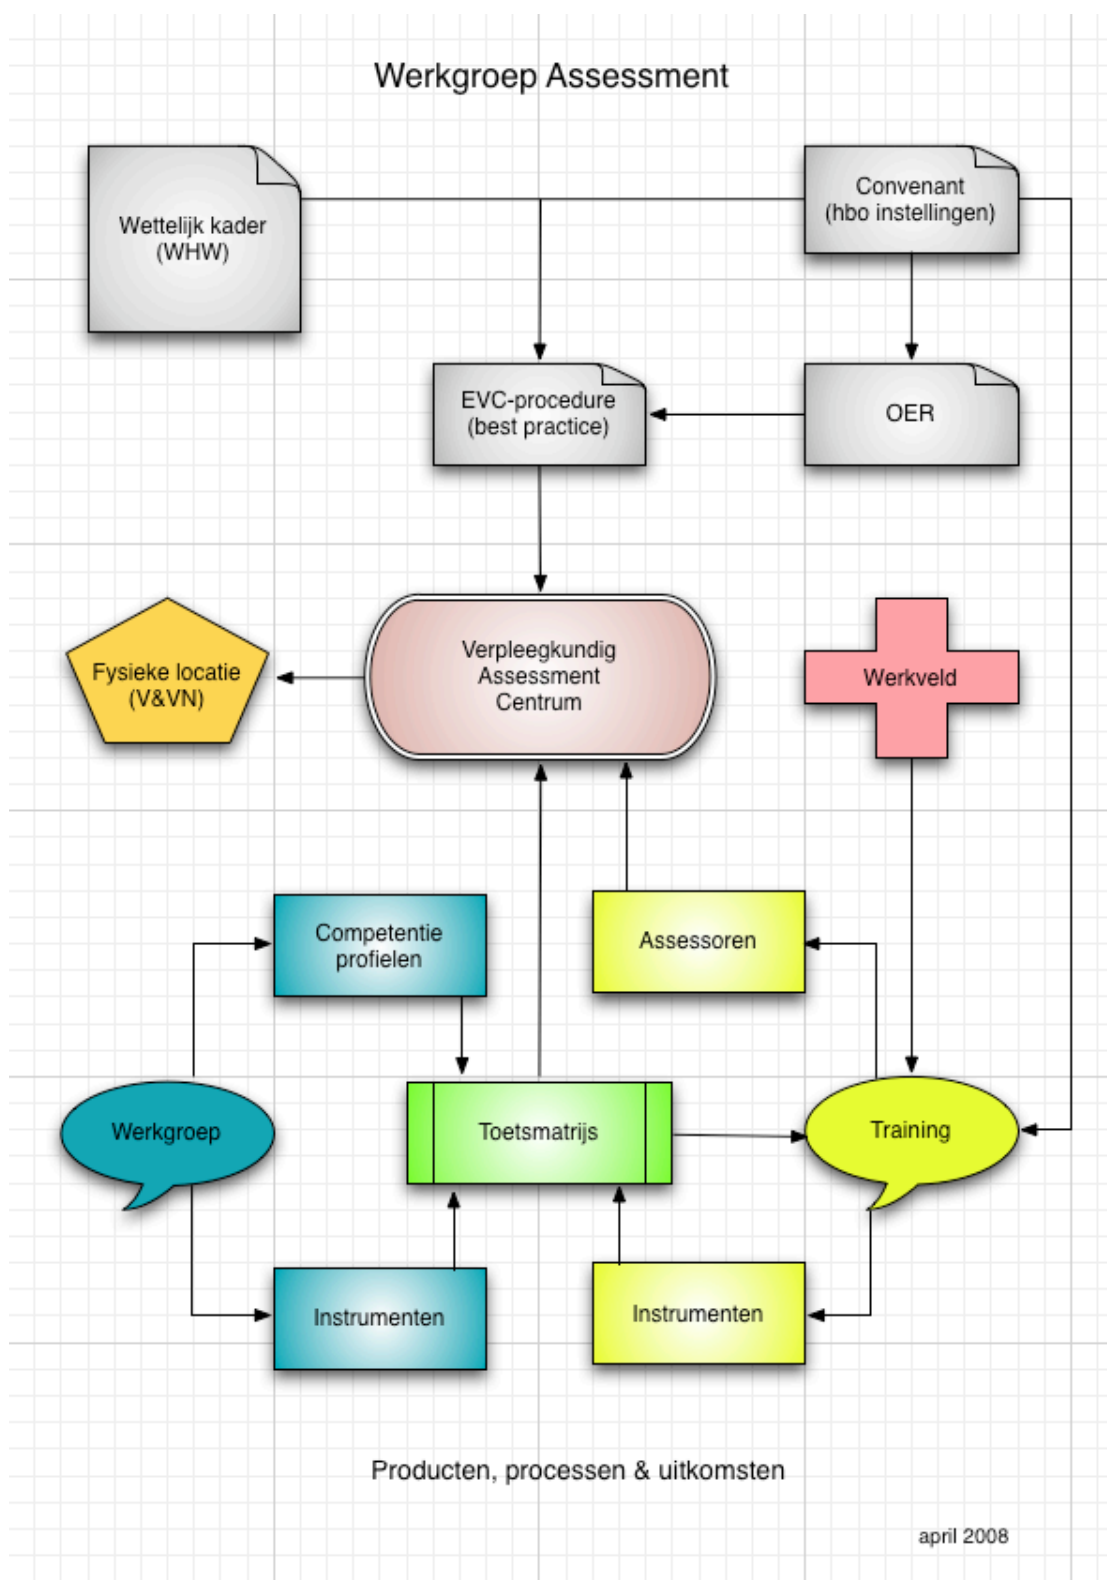 Werkgroep Assessment
Wettelijk kader
(WHW)
Convenant
(hbo instellingen)
EVC-procedure
(best practice)
OER
Fysieke locatie
(V&VN)
Verpleegkundig
Assessment
Centrum
Werkveld
Competentie
profielen
Assessoren
Werkgroep
Toetsmatrijs
Training
Instrumenten
Instrumenten
Producten, processen & uitkomsten
april 2008